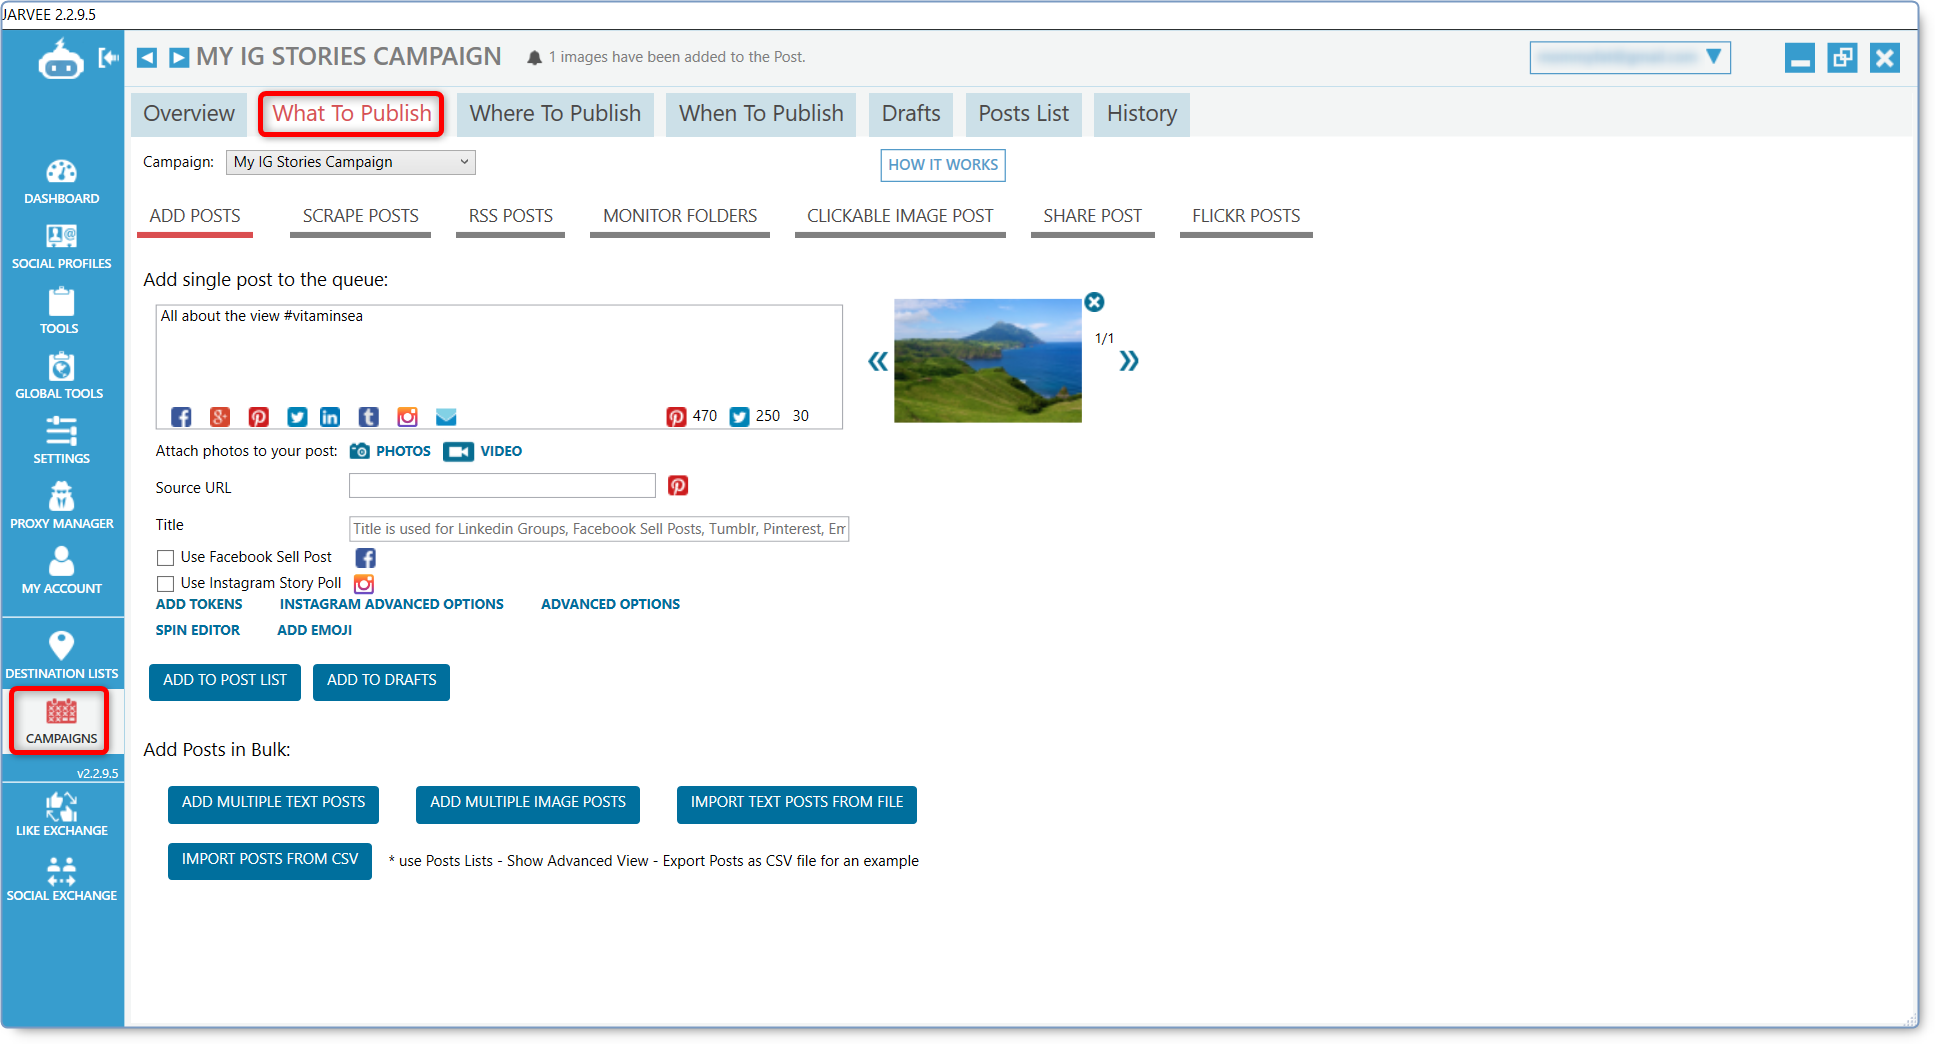 JARVEE 2.2.9.5
MY IG STORIES CAMPAIGN
1 images have been added to the Post.
Overview
What To Publish
Where To Publish
When To Publish
Drafts
Posts List
History
Campaign:
My IG Stories Campaign
HOW IT WORKS
ADD POSTS
SCRAPE POSTS
RSS POSTS
MONITOR FOLDERS
CLICKABLE IMAGE POST
SHARE POST
FLICKR POSTS
DASHBOARD
SOCIAL PROFILES
TOOLS
GLOBAL TOOLS
SETTINGS
PROXY MANAGER
MY ACCOUNT
DESTINATION LISTS
CAMPAIGNS
v2.2.9.5
LIKE EXCHANGE
SOCIAL EXCHANGE
Add single post to the queue:
All about the view #vitaminsea
470
250
30
1/1
Attach photos to your post:
PHOTOS
VIDEO
Source URL
Title
Title is used for Linkedin Groups, Facebook Sell Posts, Tumblr, Pinterest, Em
Use Facebook Sell Post
Use Instagram Story Poll
ADD TOKENS
INSTAGRAM ADVANCED OPTIONS
ADVANCED OPTIONS
SPIN EDITOR
ADD EMOJI
ADD TO POST LIST
ADD TO DRAFTS
Add Posts in Bulk:
ADD MULTIPLE TEXT POSTS
ADD MULTIPLE IMAGE POSTS
IMPORT TEXT POSTS FROM FILE
IMPORT POSTS FROM CSV
* use Posts Lists - Show Advanced View - Export Posts as CSV file for an example